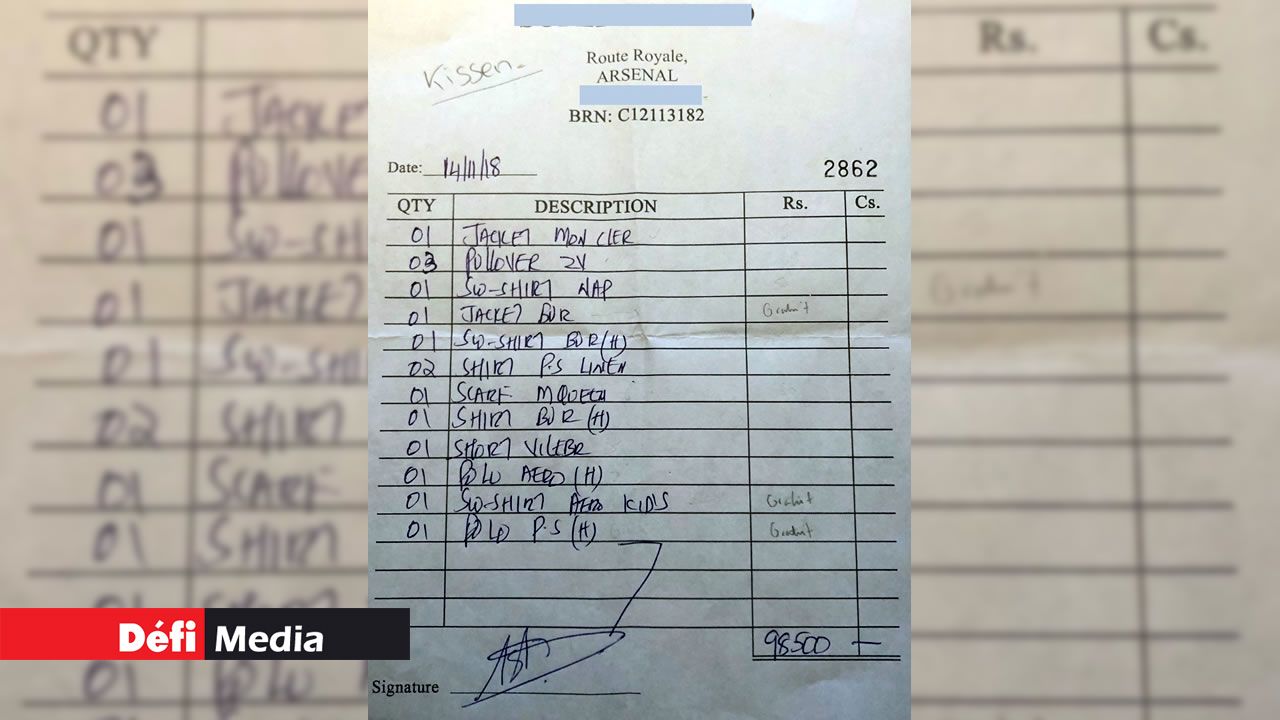 Kissen.
Route Royale,
ARSENAL
BRN: C12113182
Date: 14/11/18
2862
QTY DESCRIPTION Rs. Cs.
01 JACKET MONCLER
03 PULLOVER ZV
01 SW-SHIRT NAP
01 JACKET BUR Gratuit
01 SW-SHIRT BUR (H)
02 SHIRT P.S LINEN
01 SCARF MQUEEN
01 SHIRT BUR (H)
01 SHORT VILEBR
01 POLO AERO (H)
01 SW-SHIRT AERO KIDS Gratuit
01 POLO P.S (H) Gratuit
98500 -
Signature
Défi Media